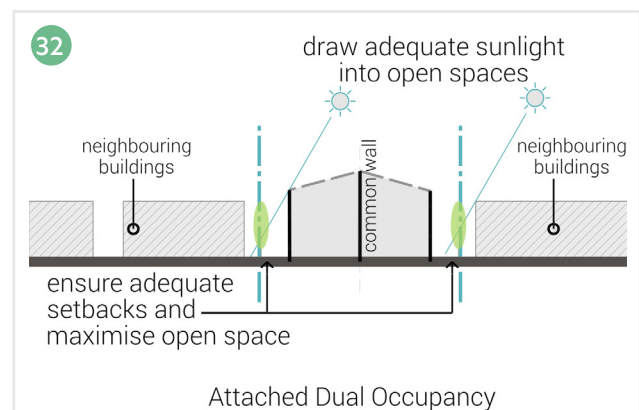 32
draw adequate sunlight
into open spaces
neighbouring
buildings
common wall
neighbouring
buildings
ensure adequate
setbacks and
maximise open space
Attached Dual Occupancy